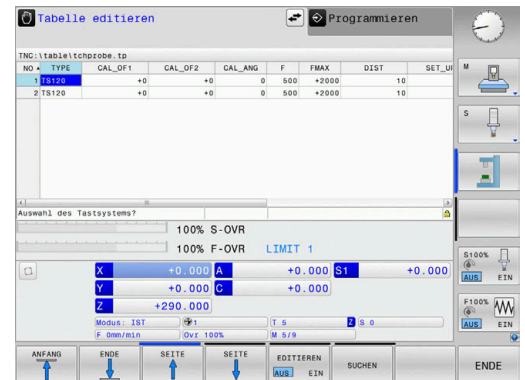 Tabelle editieren
Programmieren
TNC:\table\tchprobe.tp
NO TYPE CAL_OF1 CAL_OF2 CAL_ANG F FMAX DIST SET_U
1 TS120 +0 +0 0 500 +2000 10
2 TS120 +0 +0 0 500 +2000 10
Auswahl des Tastsystems?
100% S-OVR
100% F-OVR LIMIT 1
X +0.000 A +0.000 S1 +0.000
Y +0.000 C +0.000
Z +290.000
Modus: IST 1 T 5 Z S 0
F 0mm/min Ovr 100% M 5/9
M
S
S100%
AUS EIN
F100%
AUS EIN
ANFANG ENDE SEITE SEITE EDITIEREN SUCHEN ENDE
AUS EIN